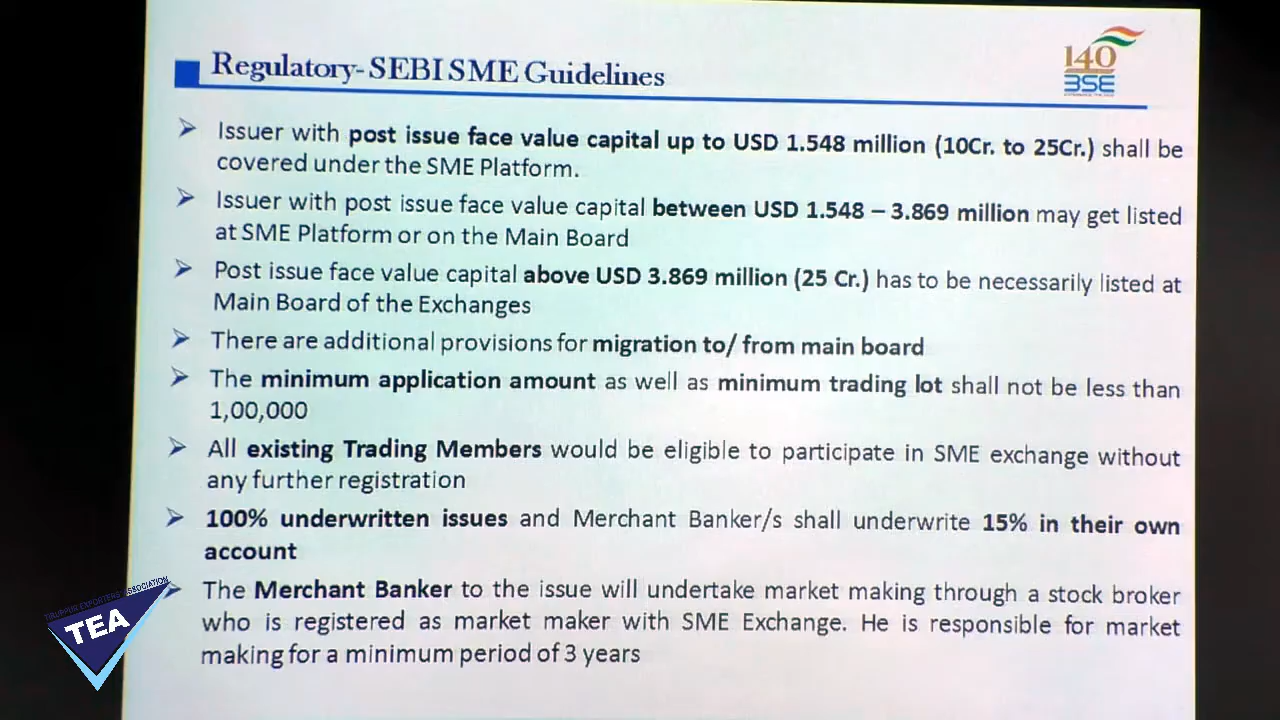 Regulatory- SEBI SME Guidelines
140
BSE
Issuer with post issue face value capital up to USD 1.548 million (10Cr. to 25Cr.) shall be
covered under the SME Platform.
Issuer with post issue face value capital between USD 1.548 – 3.869 million may get listed
at SME Platform or on the Main Board
Post issue face value capital above USD 3.869 million (25 Cr.) has to be necessarily listed at
Main Board of the Exchanges
There are additional provisions for migration to/ from main board
The minimum application amount as well as minimum trading lot shall not be less than
1,00,000
All existing Trading Members would be eligible to participate in SME exchange without
any further registration
100% underwritten issues and Merchant Banker/s shall underwrite 15% in their own
account
The Merchant Banker to the issue will undertake market making through a stock broker
who is registered as market maker with SME Exchange. He is responsible for market
making for a minimum period of 3 years
TIRUPPUR EXPORTERS' ASSOCIATION
TEA